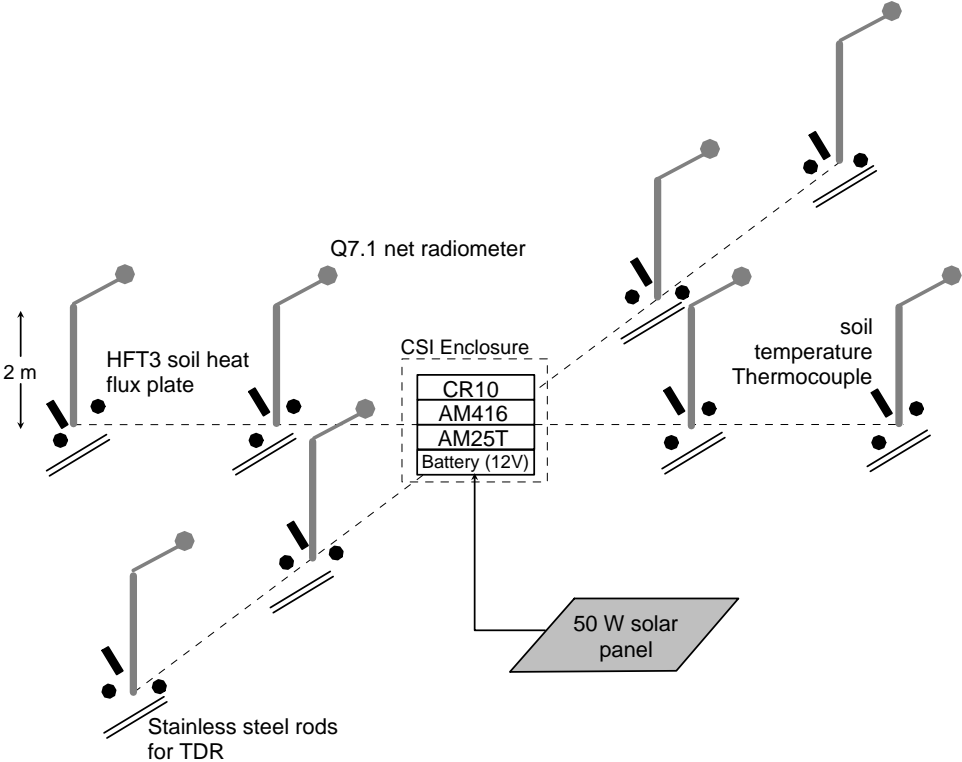 Q7.1 net radiometer
2 m
HFT3 soil heat
flux plate
CSI Enclosure
CR10
AM416
AM25T
Battery (12V)
soil
temperature
Thermocouple
50 W solar
panel
Stainless steel rods
for TDR